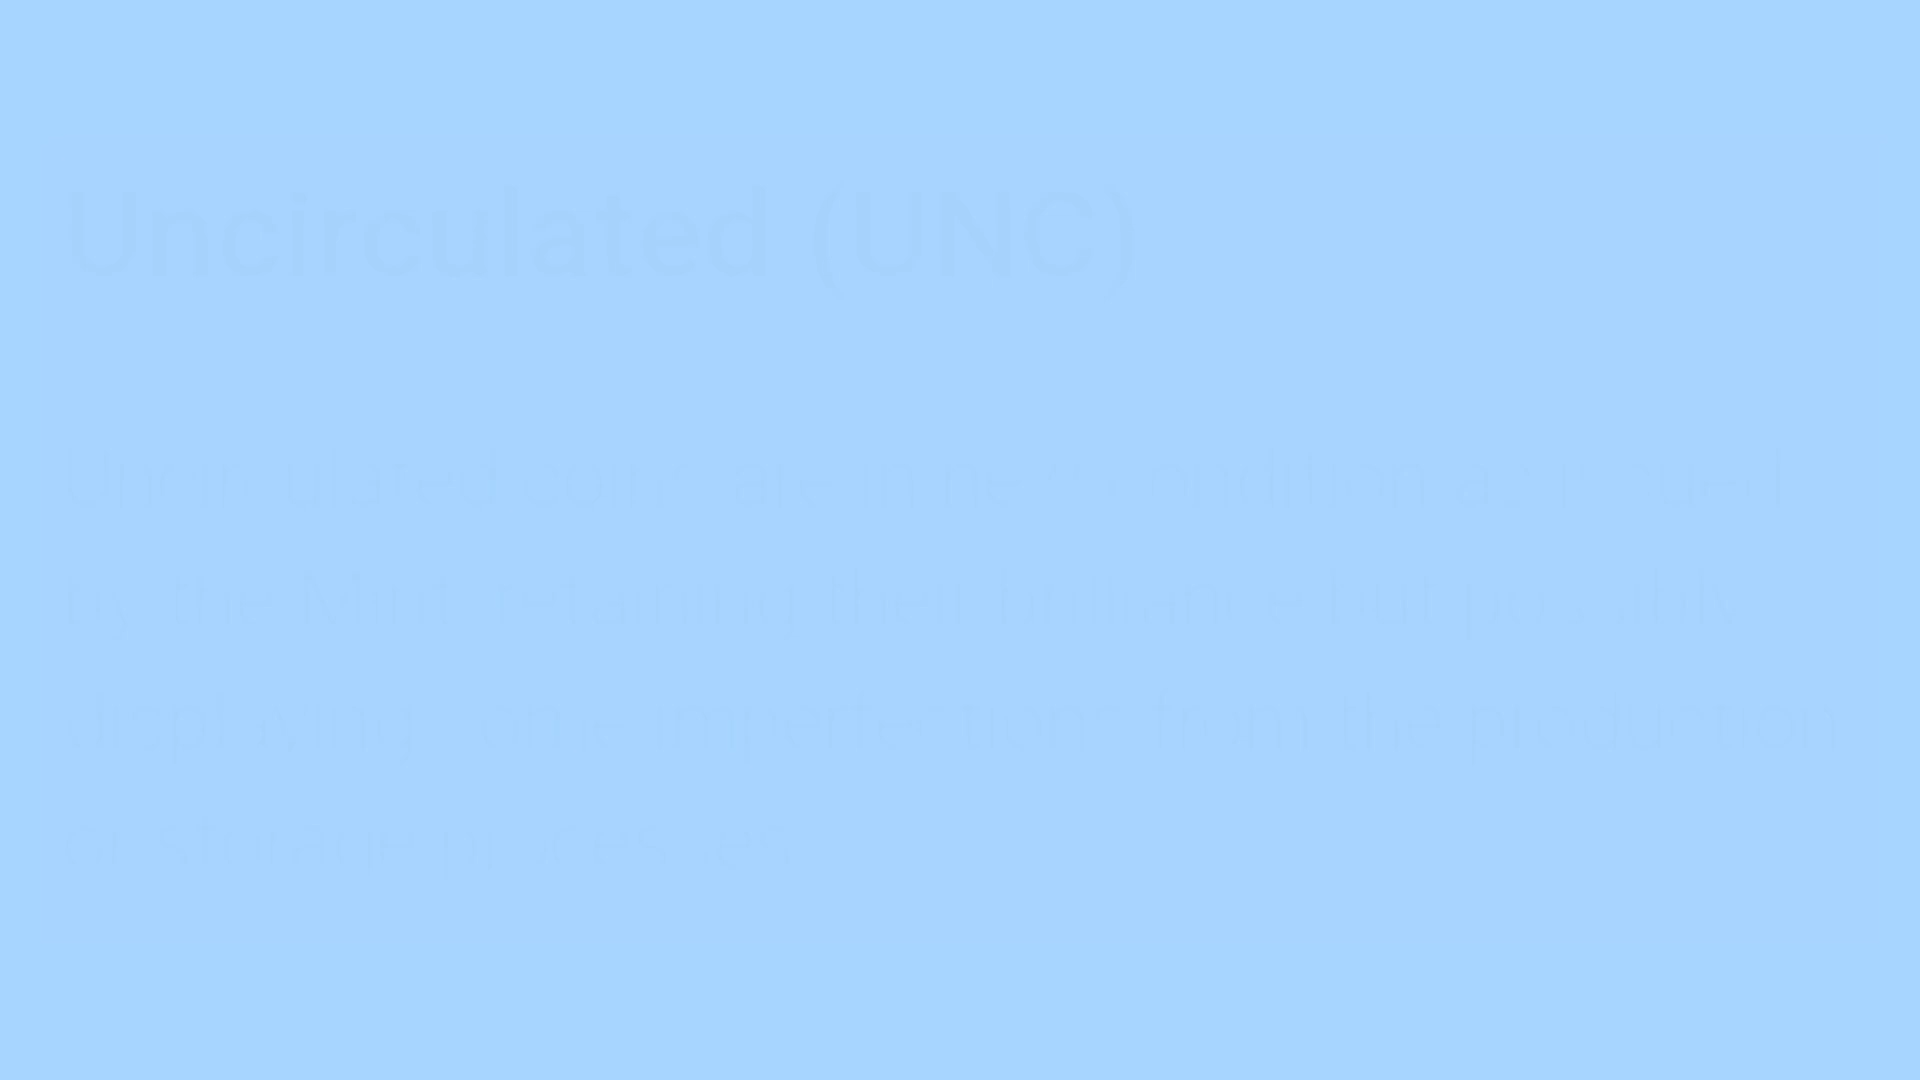 Uncirculated (UNC)
Uncirculated coins are in new condition as issued
by the Mint, retaining their brilliance but possibly
displaying some imperfections from the production
or storage processes.